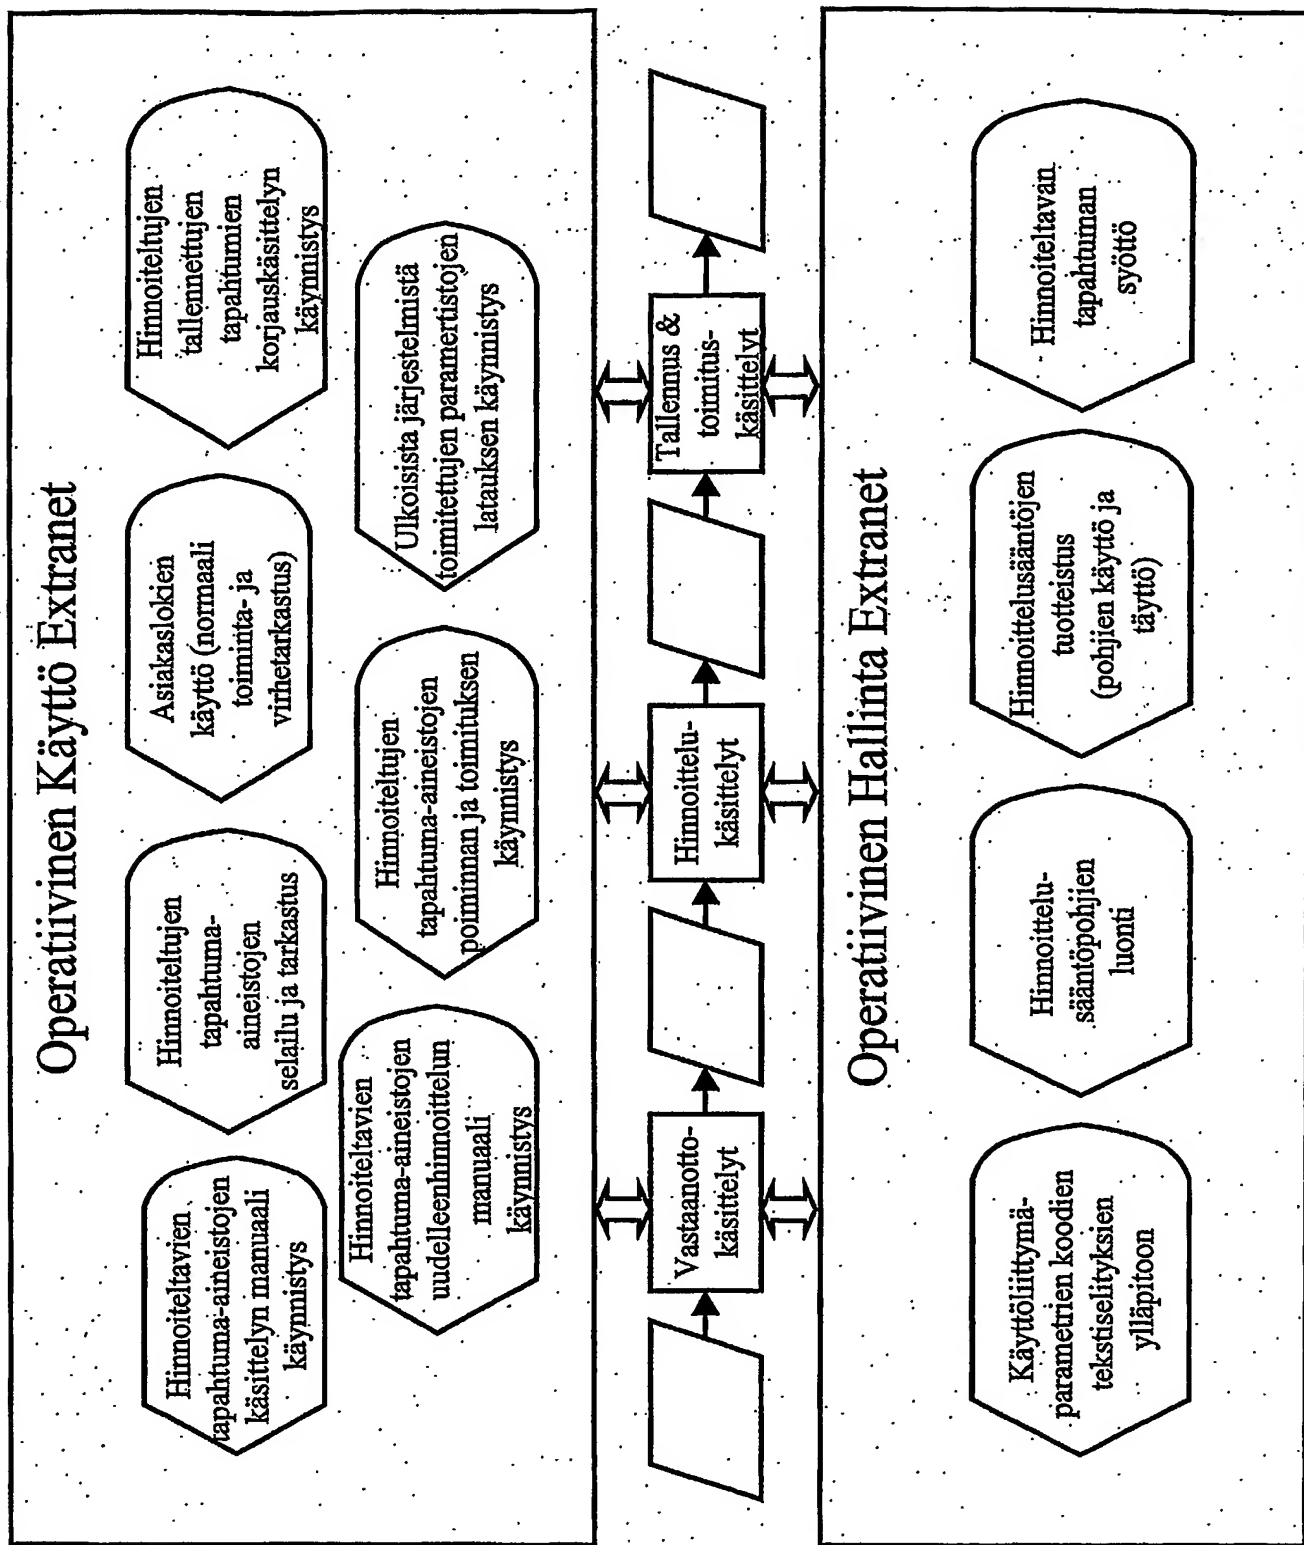 Operatiivinen Käyttö Extranet
Hinnoiteltavien
tapahtuma-aineistojen
käsittelyn manuaali
käynnistys
Hinnoiteltujen
tapahtuma-
aineistojen
selailu ja tarkastus
Asiakaslokien
käyttö (normaali
toiminta- ja
virhetarkastus)
Hinnoiteltujen
tallennettujen
tapahtumien
korjauskäsittelyn
käynnistys
Hinnoiteltavien
tapahtuma-aineistojen
uudelleenhinnoittelun
manuaali
käynnistys
Hinnoiteltujen
tapahtuma-aineistojen
poiminnan ja toimituksen
käynnistys
Ulkoisista järjestelmistä
toimitettujen paramertistojen
latauksen käynnistys
Vastaanotto-
käsittelyt
Hinnoittelu-
käsittelyt
Tallennus &
toimitus-
käsittelyt
Operatiivinen Hallinta Extranet
Käyttöliittymä-
parametrien koodien
tekstiselityksien
ylläpitoon
Hinnoittelu-
sääntöpohjien
luonti
Hinnoittelusääntöjen
tuotteistus
(pohjien käyttö ja
täyttö)
Hinnoiteltavan
tapahtuman
syöttö